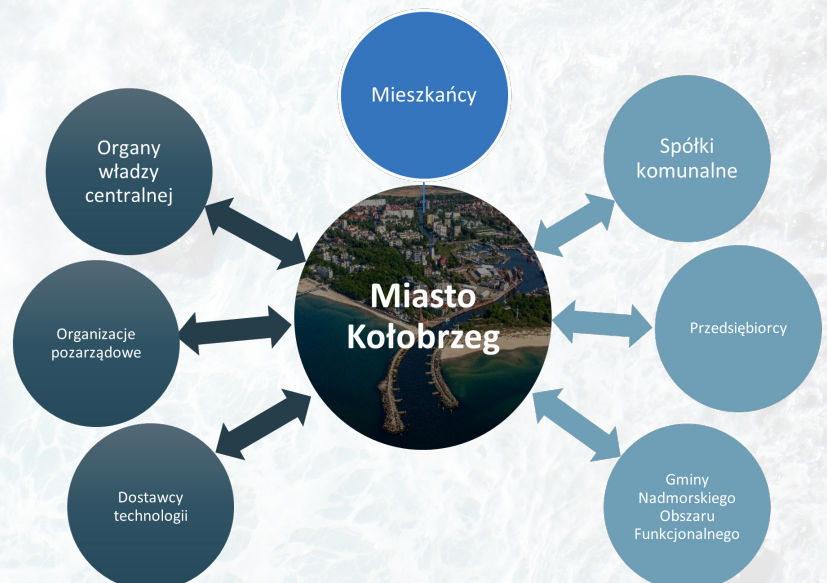 Mieszkańcy
Organy
władzy
centralnej
Spółki
komunalne
Miasto
Kołobrzeg
Organizacje
pozarządowe
Przedsiębiorcy
Dostawcy
technologii
Gminy
Nadmorskiego
Obszaru
Funkcjonalnego